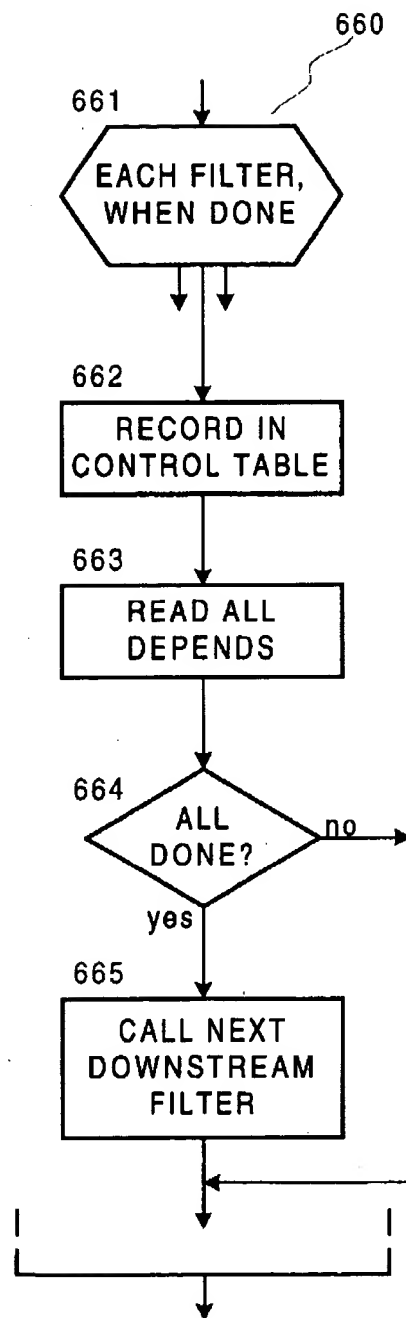 660
661
EACH FILTER,
WHEN DONE
662
RECORD IN
CONTROL TABLE
663
READ ALL
DEPENDS
664
ALL
DONE?
no
yes
665
CALL NEXT
DOWNSTREAM
FILTER